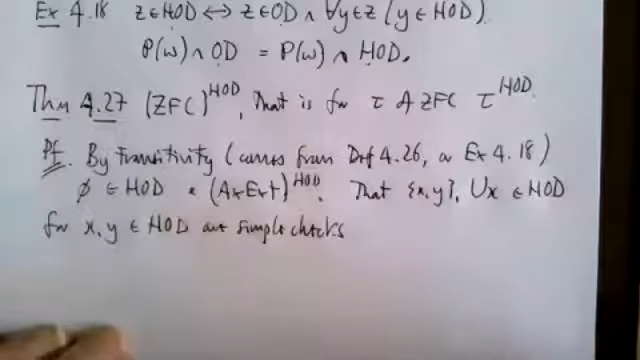 Ex 4.18 z∈HOD ↔ z∈OD ∧ ∀y∈z (y∈HOD).
P(ω)∩OD = P(ω)∩HOD.
Thm 4.27 (ZFC)^HOD, That is for τ A ZFC τ^HOD.
Pf. By transitivity (comes from Def 4.26, or Ex 4.18)
∅ ∈ HOD & (AxExt)^HOD. That {x,y}, Ux ∈ HOD
for x, y ∈ HOD are simple checks